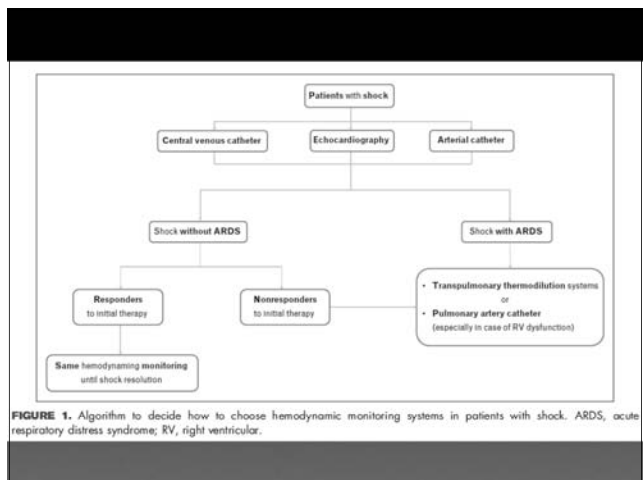 Patients with shock
Central venous catheter
Echocardiography
Arterial catheter
Shock without ARDS
Shock with ARDS
Responders
to initial therapy
Nonresponders
to initial therapy
• Transpulmonary thermodilution systems
or
• Pulmonary artery catheter
(especially in case of RV dysfunction)
Same hemodynaming monitoring
until shock resolution
FIGURE 1. Algorithm to decide how to choose hemodynamic monitoring systems in patients with shock. ARDS, acute
respiratory distress syndrome; RV, right ventricular.